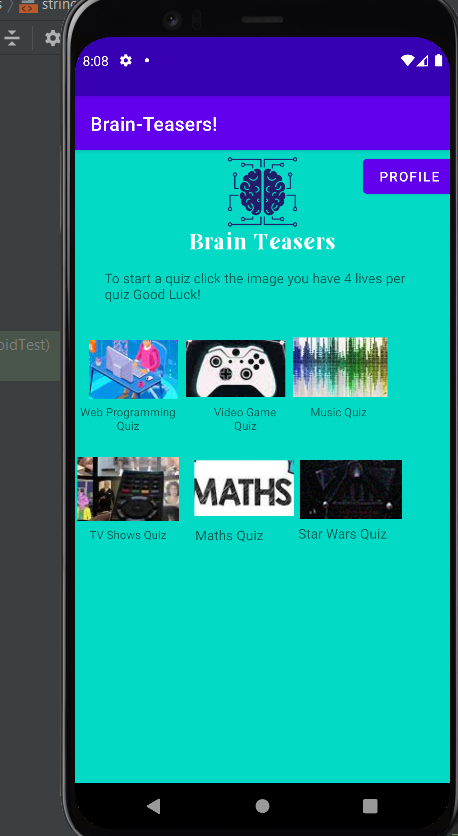 string
8:08
Brain-Teasers!
PROFILE
Brain Teasers
To start a quiz click the image you have 4 lives per
quiz Good Luck!
Web Programming
Quiz
Video Game
Quiz
Music Quiz
MATHS
TV Shows Quiz
Maths Quiz
Star Wars Quiz
oidTest)